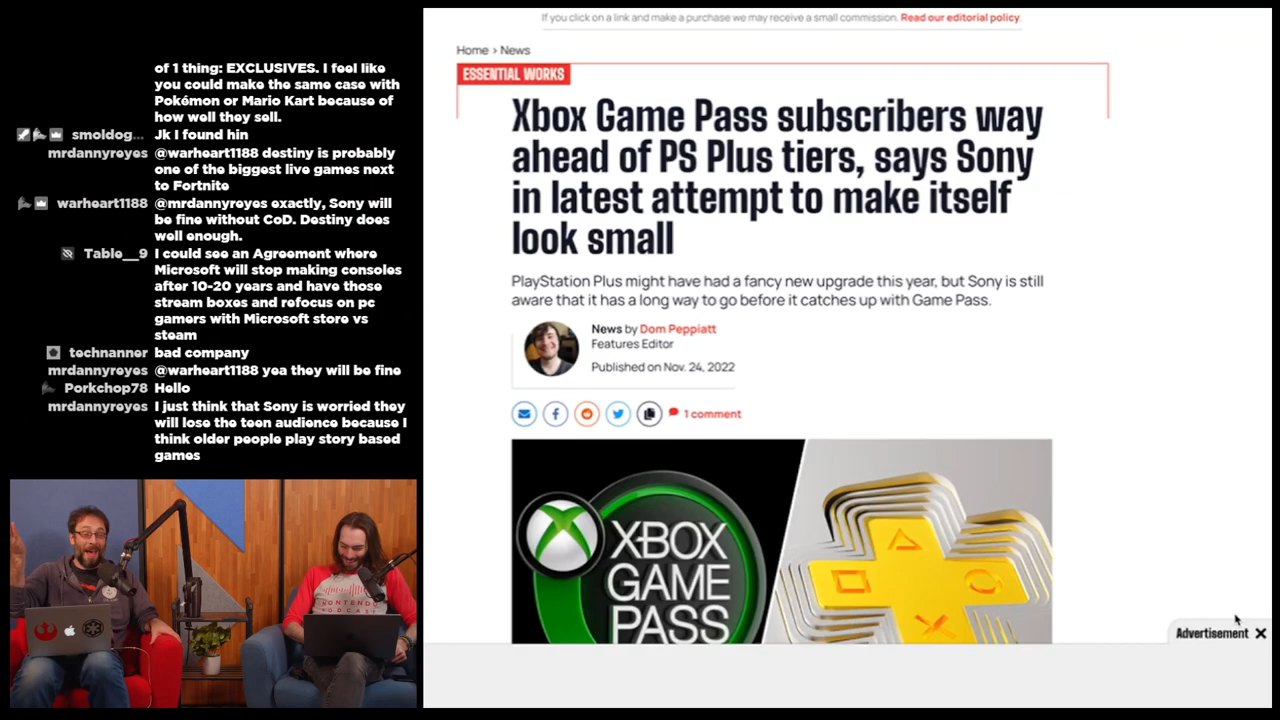 of 1 thing: EXCLUSIVES. I feel like
you could make the same case with
Pokémon or Mario Kart because of
how well they sell.
smoldog... Jk I found hin
mrdannyreyes @warheart1188 destiny is probably
one of the biggest live games next
to Fortnite
warheart1188 @mrdannyreyes exactly, Sony will
be fine without CoD. Destiny does
well enough.
Table__9 I could see an Agreement where
Microsoft will stop making consoles
after 10-20 years and have those
stream boxes and refocus on pc
gamers with Microsoft store vs
steam
technanner bad company
mrdannyreyes @warheart1188 yea they will be fine
Porkchop78 Hello
mrdannyreyes I just think that Sony is worried they
will lose the teen audience because I
think older people play story based
games
If you click on a link and make a purchase we may receive a small commission. Read our editorial policy.
Home > News
ESSENTIAL WORKS
Xbox Game Pass subscribers way
ahead of PS Plus tiers, says Sony
in latest attempt to make itself
look small
PlayStation Plus might have had a fancy new upgrade this year, but Sony is still
aware that it has a long way to go before it catches up with Game Pass.
News by Dom Peppiatt
Features Editor
Published on Nov. 24, 2022
1 comment
XBOX
GAME
PASS
Advertisement